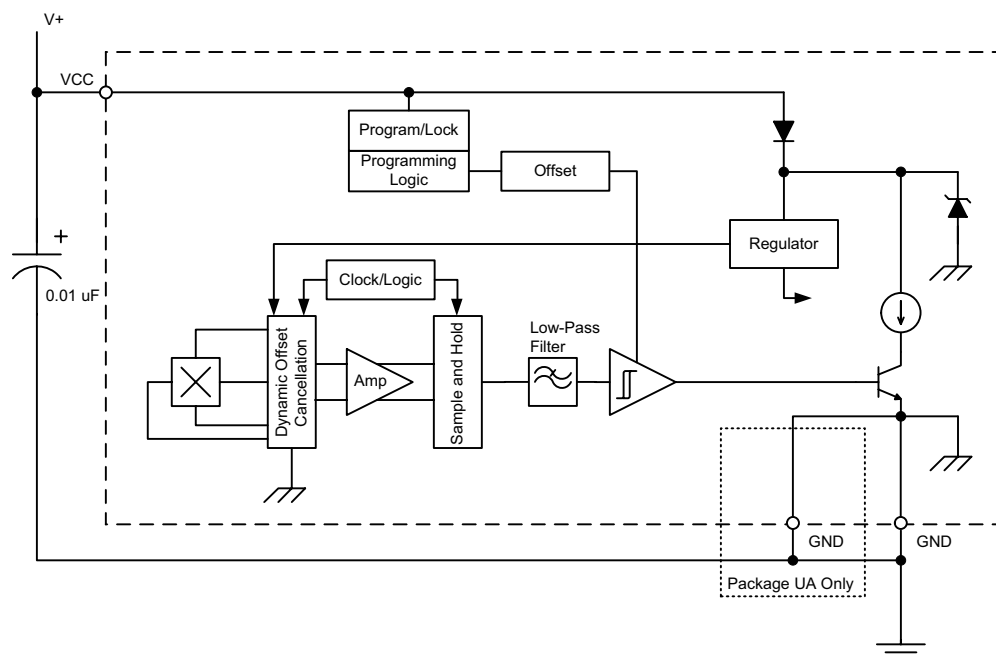 V+
VCC
Program/Lock
Programming
Logic
Offset
Regulator
+
0.01 uF
Clock/Logic
Dynamic Offset
Cancellation
Amp
Sample and Hold
Low-Pass
Filter
GND
GND
Package UA Only